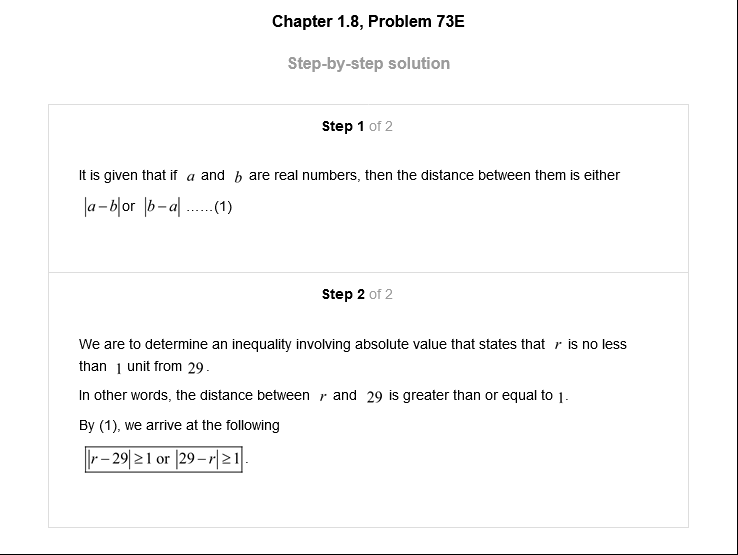 Chapter 1.8, Problem 73E
Step-by-step solution
Step 1 of 2
It is given that if a and b are real numbers, then the distance between them is either
|a−b| or |b−a| ......(1)
Step 2 of 2
We are to determine an inequality involving absolute value that states that r is no less
than 1 unit from 29.
In other words, the distance between r and 29 is greater than or equal to 1.
By (1), we arrive at the following
|r−29|≥1 or |29−r|≥1.